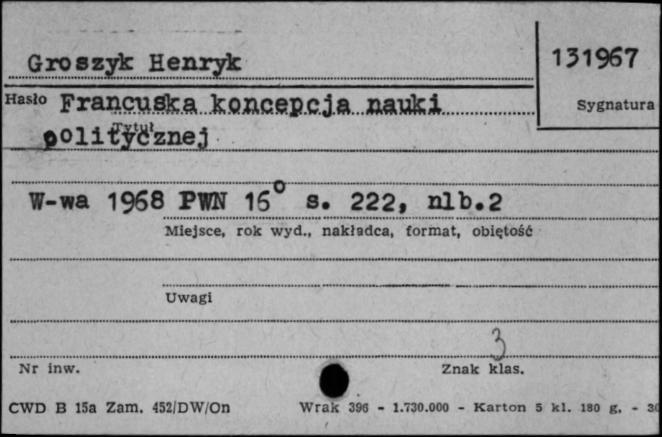 Groszyk Henryk
131967
Hasło Francuska koncepcja nauki
Sygnatura
Tytuł
politycznej
W-wa 1968 PWN 16° s. 222, nlb.2
Miejsce, rok wyd., nakładca, format, objętość
Uwagi
3
Nr inw.
Znak klas.
CWD B 15a Zam. 452/DW/On Wrak 396 - 1.730.000 - Karton 5 kl. 180 g. -